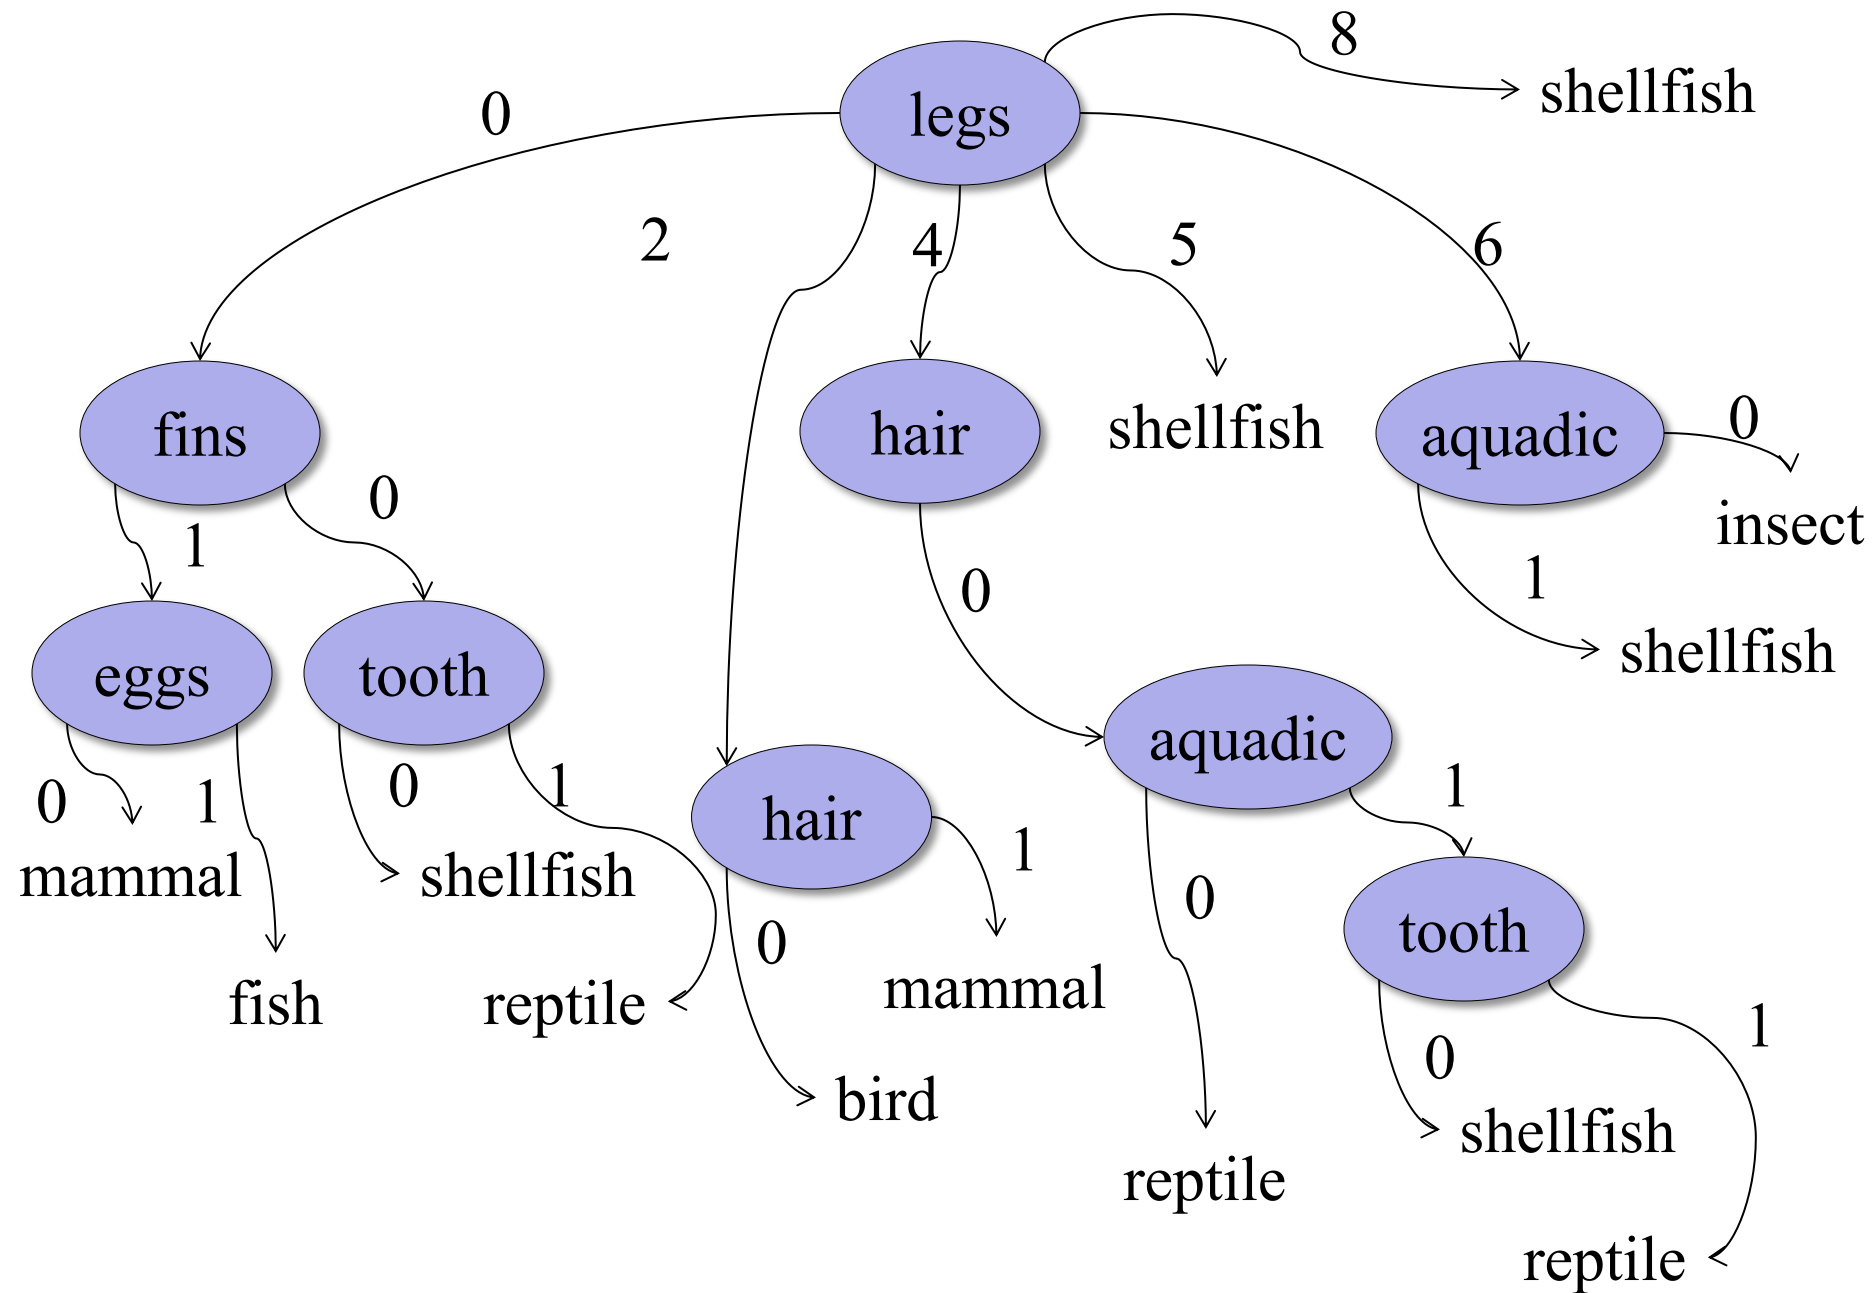 8
shellfish
legs
0
2
4
5
6
fins
hair
shellfish
aquadic
0
insect
1
0
0
1
shellfish
eggs
tooth
aquadic
0
1
0
1
1
hair
1
mammal
shellfish
0
0
tooth
fish
reptile
mammal
bird
0
1
shellfish
reptile
reptile